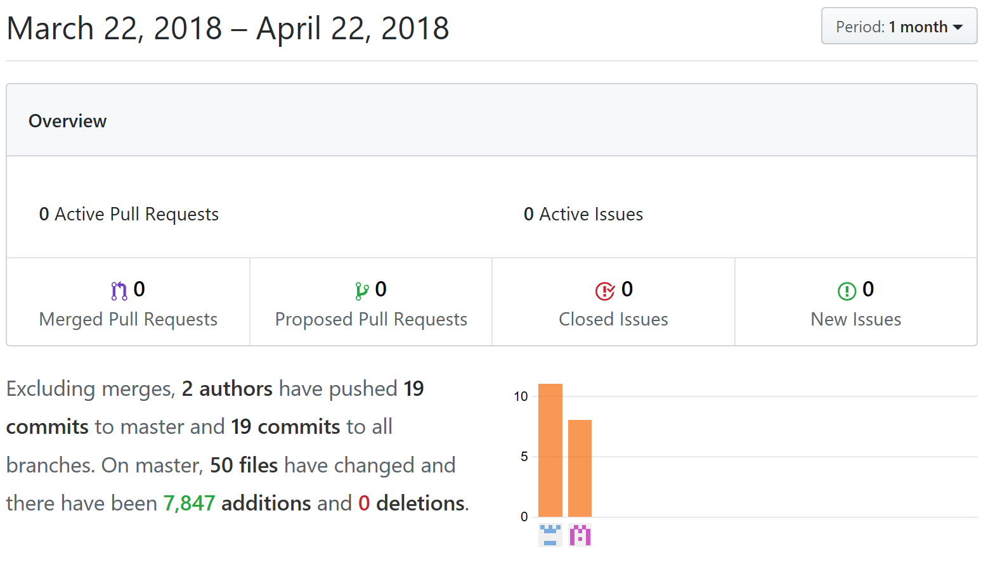 March 22, 2018 – April 22, 2018
Period: 1 month
Overview
0 Active Pull Requests
0 Active Issues
0
Merged Pull Requests
0
Proposed Pull Requests
0
Closed Issues
0
New Issues
Excluding merges, 2 authors have pushed 19
commits to master and 19 commits to all
branches. On master, 50 files have changed and
there have been 7,847 additions and 0 deletions.
10
5
0